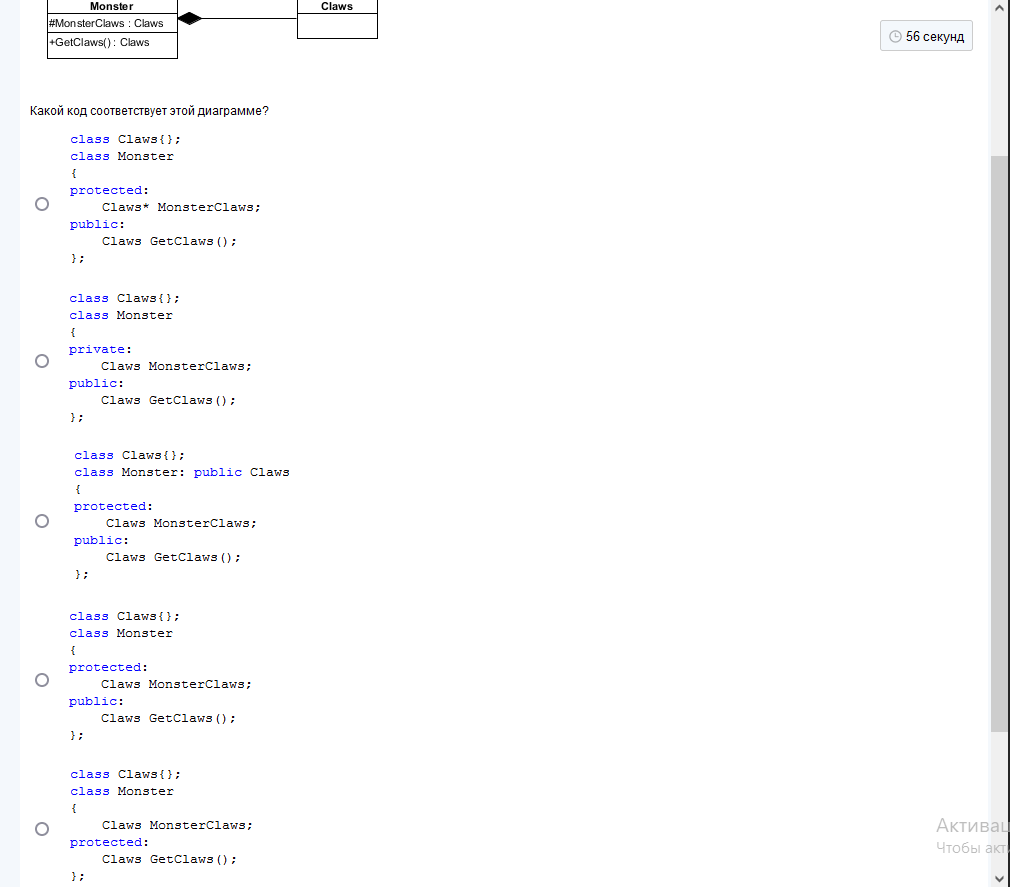 Monster
Claws
#MonsterClaws : Claws
+GetClaws() : Claws
56 секунд
Какой код соответствует этой диаграмме?
class Claws{};
class Monster
{
protected:
Claws* MonsterClaws;
public:
Claws GetClaws();
};
class Claws{};
class Monster
{
private:
Claws MonsterClaws;
public:
Claws GetClaws();
};
class Claws{};
class Monster: public Claws
{
protected:
Claws MonsterClaws;
public:
Claws GetClaws();
};
class Claws{};
class Monster
{
protected:
Claws MonsterClaws;
public:
Claws GetClaws();
};
class Claws{};
class Monster
{
Claws MonsterClaws;
protected:
Claws GetClaws();
};
Активац
Чтобы акти